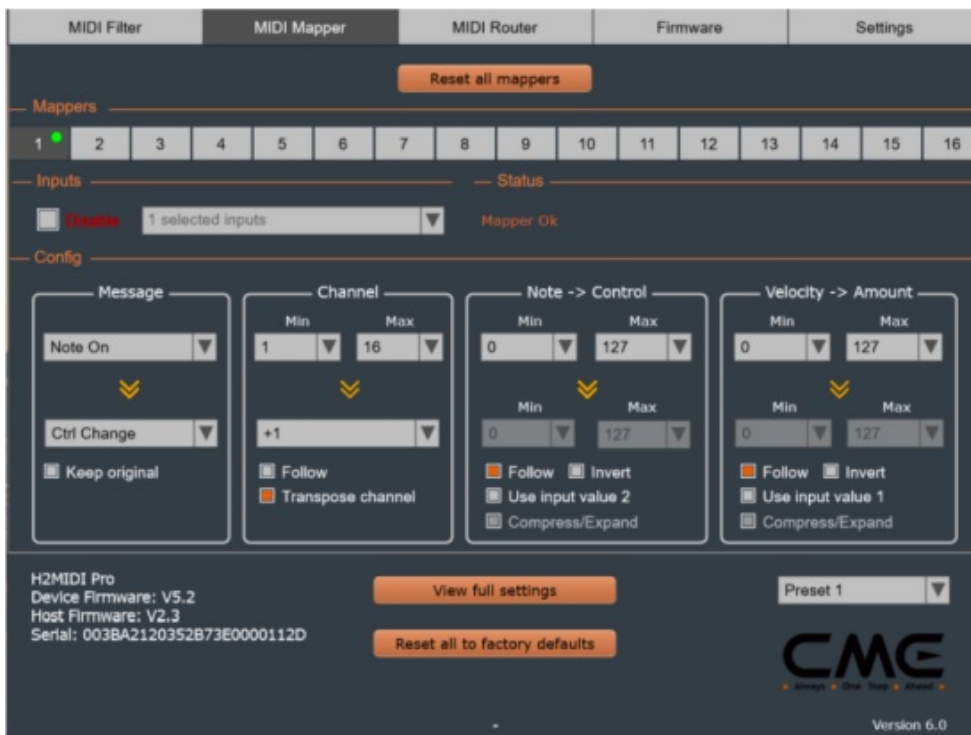 MIDI Filter MIDI Mapper MIDI Router Firmware Settings
Reset all mappers
Mappers
1 2 3 4 5 6 7 8 9 10 11 12 13 14 15 16
Inputs Status
Disable 1 selected inputs Mapper Ok
Config
Message Channel Note -> Control Velocity -> Amount
Min Max Min Max Min Max
Note On 1 16 0 127 0 127
Min Max Min Max
Ctrl Change +1 0 127 0 127
Keep original Follow Follow Invert Follow Invert
Transpose channel Use input value 2 Use input value 1
Compress/Expand Compress/Expand
H2MIDI Pro
Device Firmware: V5.2
Host Firmware: V2.3
Serial: 003BA2120352B73E0000112D
View full settings
Reset all to factory defaults
Preset 1
CME
Always One Step Ahead
-
Version 6.0